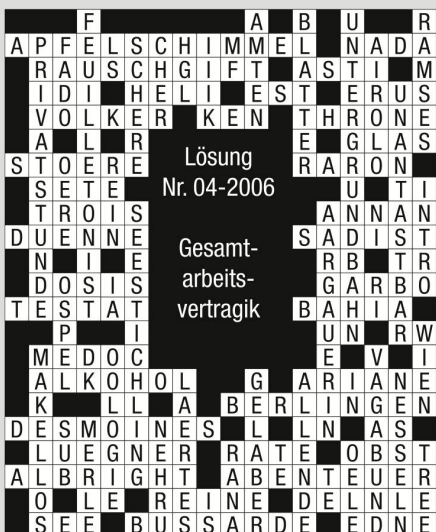 F A B U R
APFELSCHIMMEL NADA
RAUSCHGIFT ASTI M
IDI HELI EST ERUS
VOLKER KEN THRONE
A L R E GLAS
STOERE RARON
SETE U TI
TROIS ANNAN
DUENNE SADIST
N I E RB TR
DOSIS GARBO
TESTAT BAHIA
P I UN RW
MEDOC E V I
ALKOHOL G ARIANE
K LL A BERLINGEN
DESMOINES L LN AS
LUEGNER RATE OBST
ALBRIGHT ABENTEUER
O LE REINE DELNLE
SEE BUSSARDE EDNE
Lösung
Nr. 04-2006
Gesamt-
arbeits-
vertragik